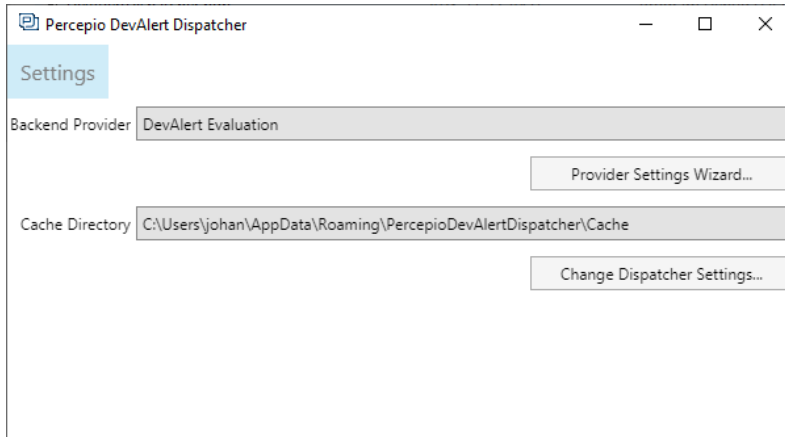 Percepio DevAlert Dispatcher
Settings
Backend Provider DevAlert Evaluation
Provider Settings Wizard...
Cache Directory C:\Users\johan\AppData\Roaming\PercepioDevAlertDispatcher\Cache
Change Dispatcher Settings...